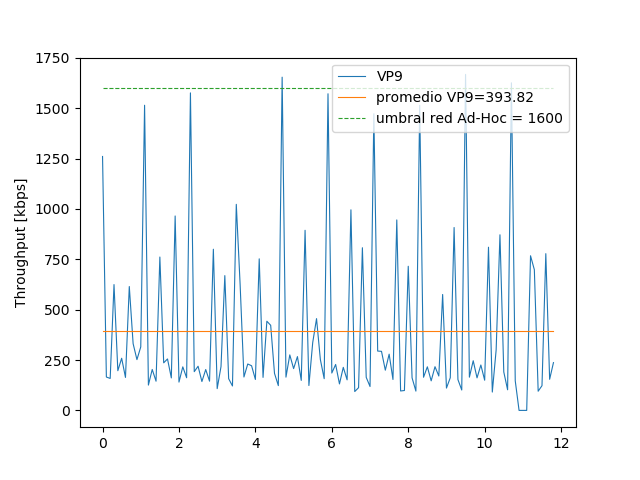 1750
1500
1250
1000
750
500
250
0
Throughput [kbps]
VP9
promedio VP9=393.82
umbral red Ad-Hoc = 1600
0 2 4 6 8 10 12